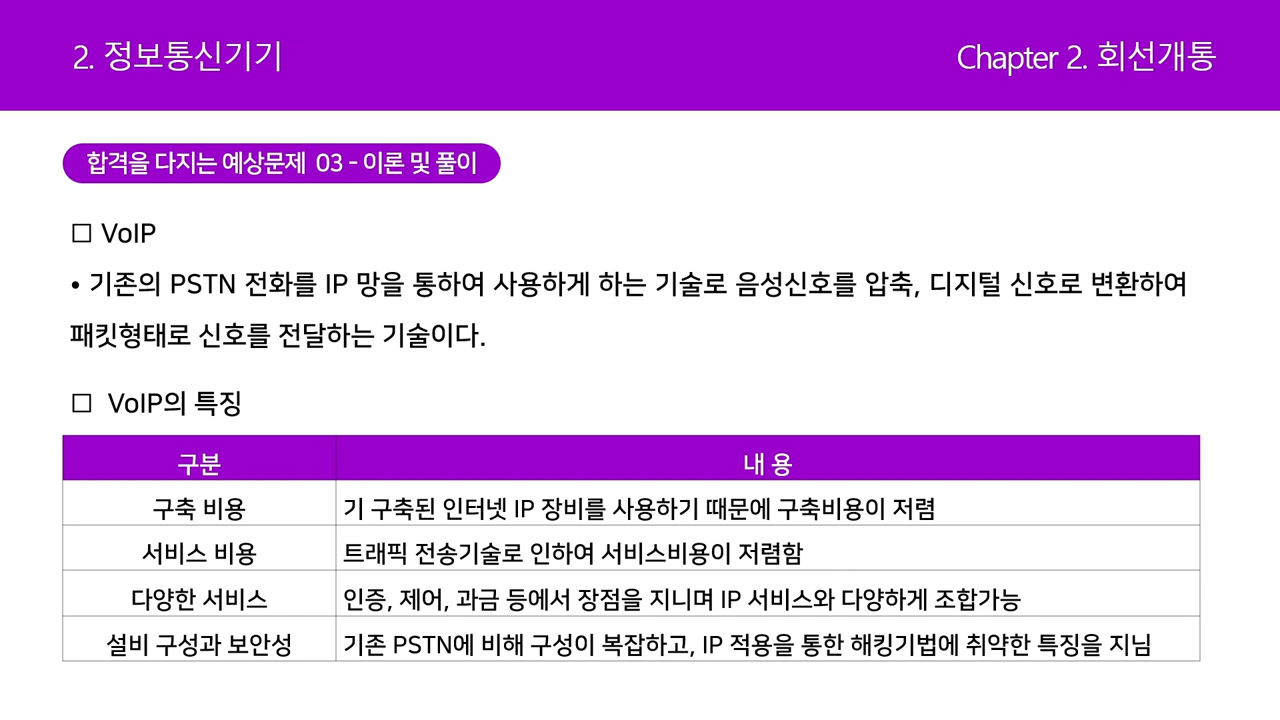 2. 정보통신기기
Chapter 2. 회선개통
합격을 다지는 예상문제 03 - 이론 및 풀이
□ VoIP
• 기존의 PSTN 전화를 IP 망을 통하여 사용하게 하는 기술로 음성신호를 압축, 디지털 신호로 변환하여
패킷형태로 신호를 전달하는 기술이다.
□ VoIP의 특징
구분 내 용
구축 비용 기 구축된 인터넷 IP 장비를 사용하기 때문에 구축비용이 저렴
서비스 비용 트래픽 전송기술로 인하여 서비스비용이 저렴함
다양한 서비스 인증, 제어, 과금 등에서 장점을 지니며 IP 서비스와 다양하게 조합가능
설비 구성과 보안성 기존 PSTN에 비해 구성이 복잡하고, IP 적용을 통한 해킹기법에 취약한 특징을 지님